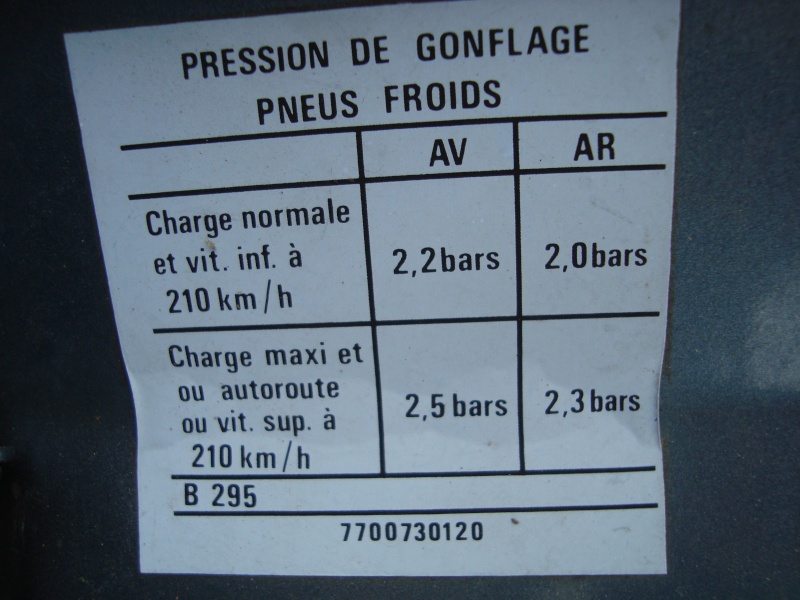 PRESSION DE GONFLAGE
PNEUS FROIDS
AV AR
Charge normale
et vit. inf. à 2,2bars 2,0bars
210 km/h
Charge maxi et
ou autoroute
ou vit. sup. à 2,5 bars 2,3 bars
210 km/h
B 295
7700730120